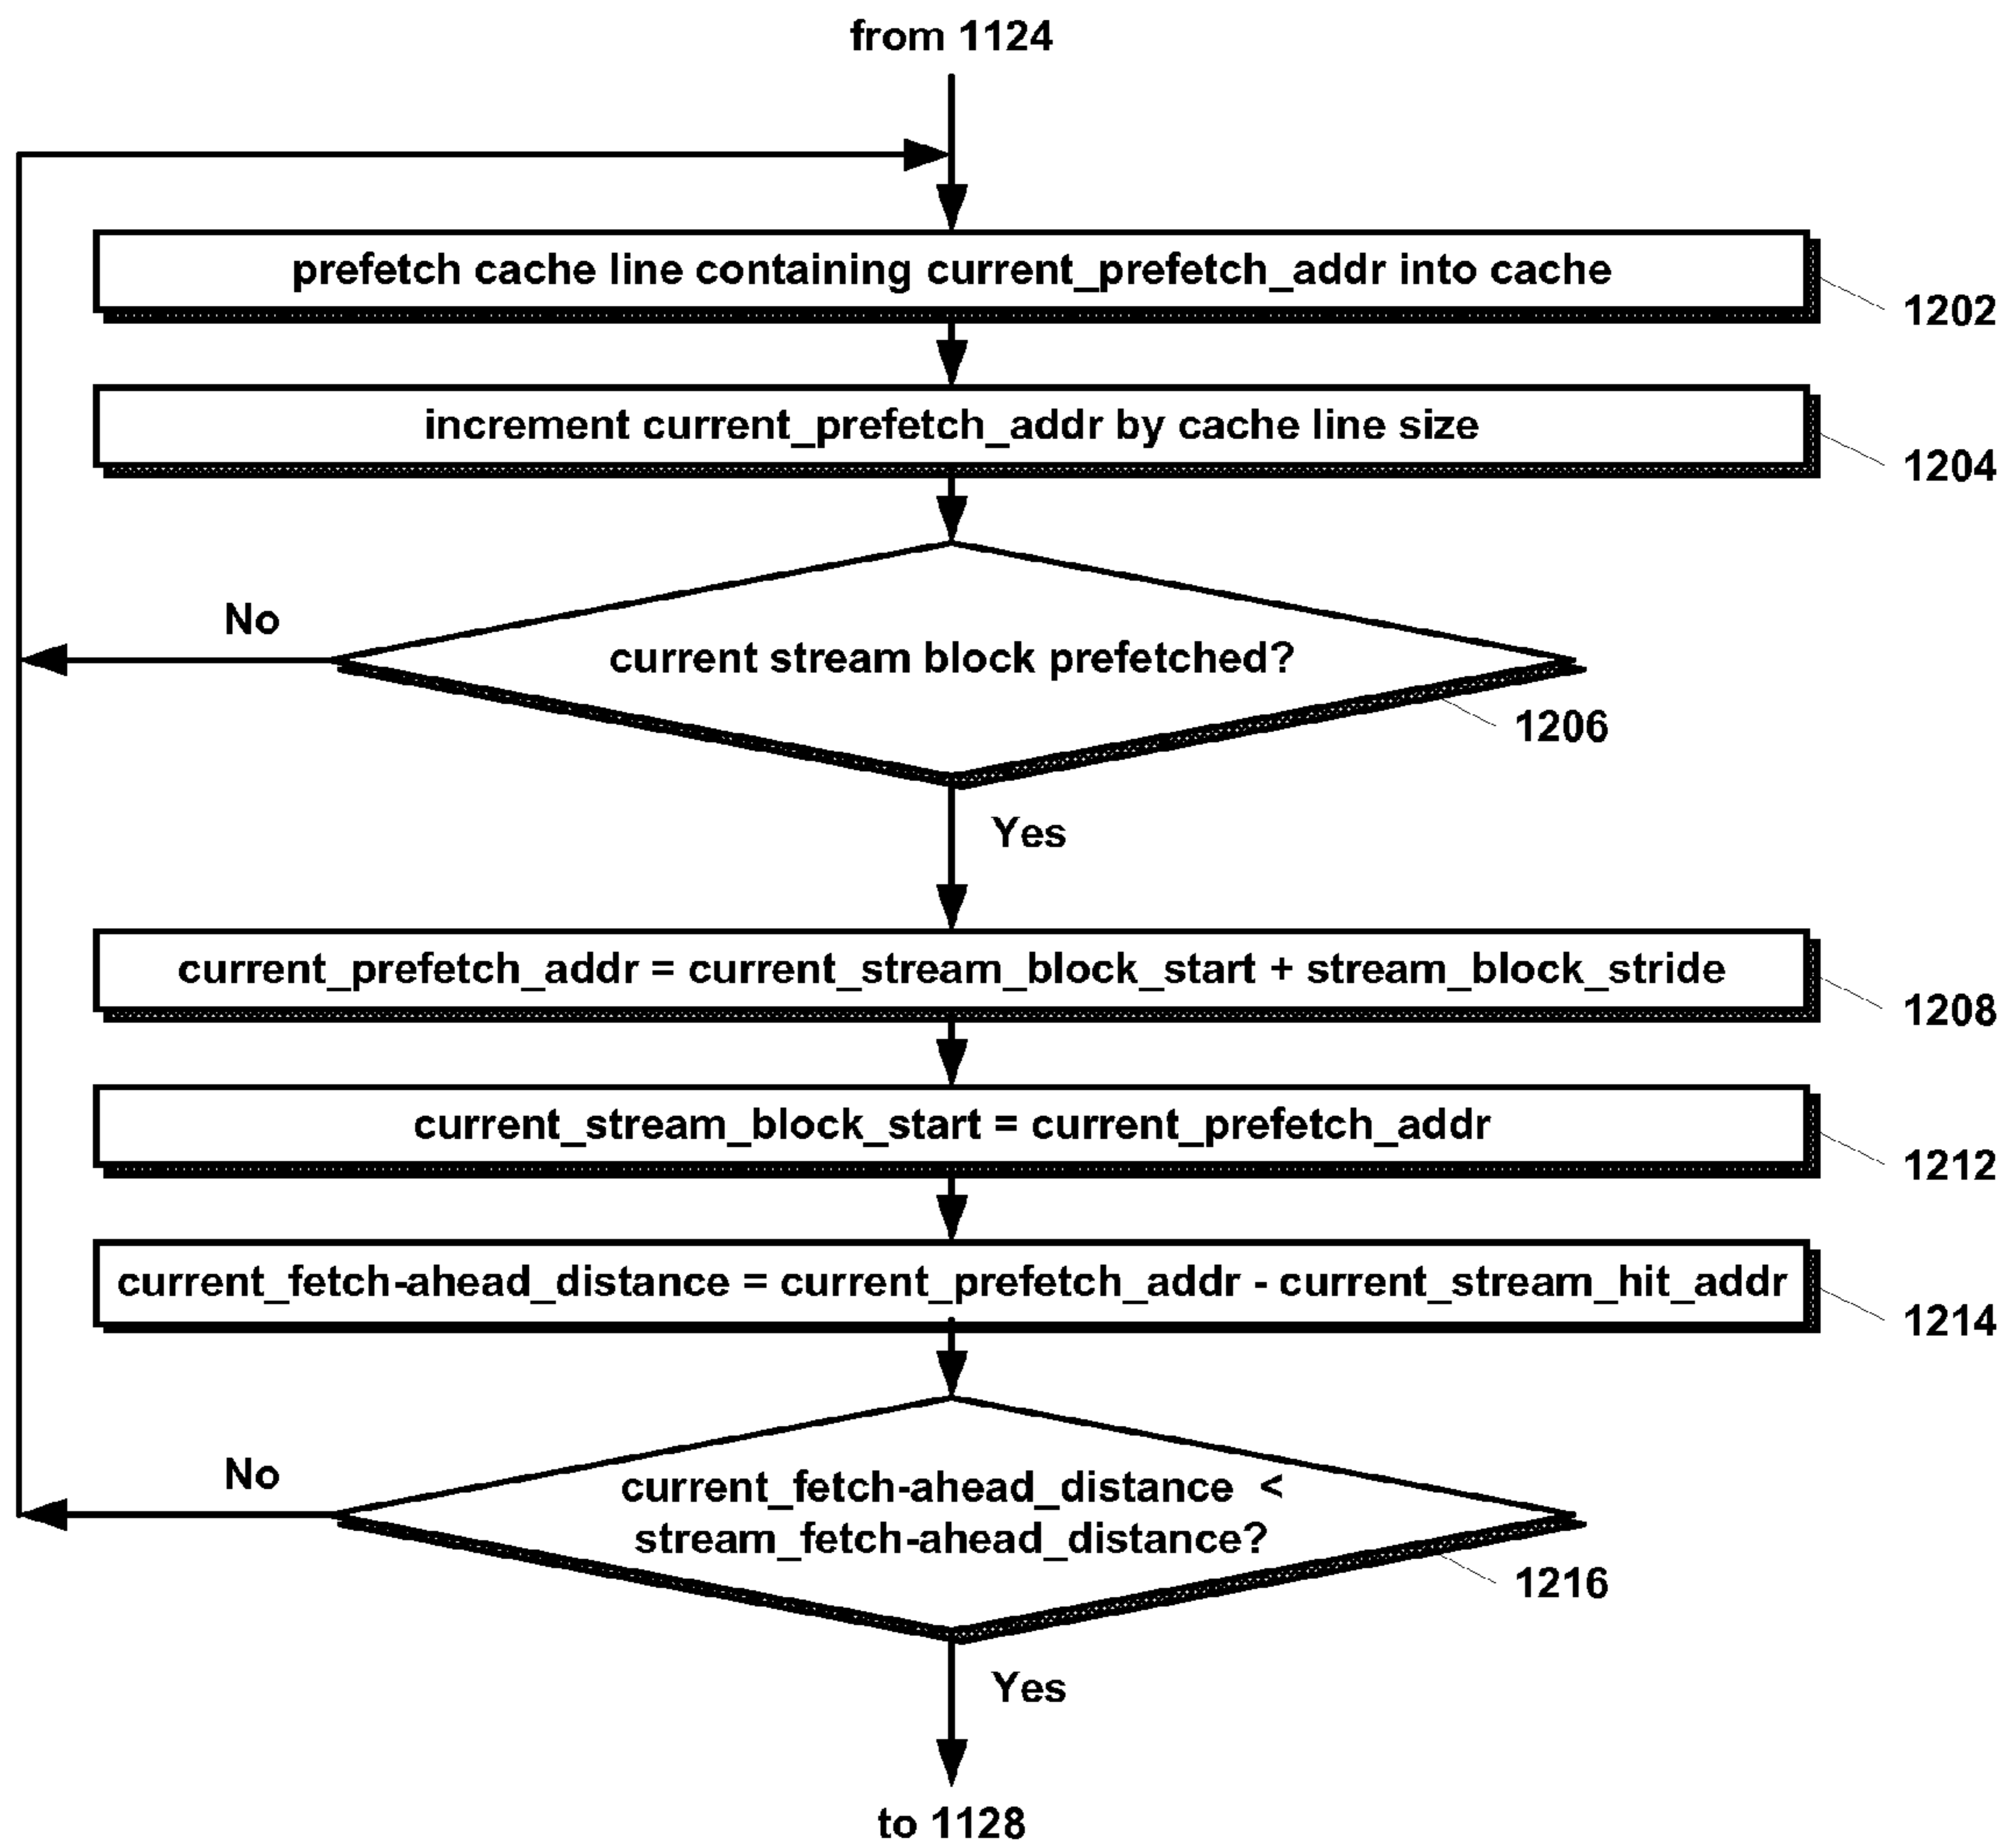 from 1124
prefetch cache line containing current_prefetch_addr into cache
1202
increment current_prefetch_addr by cache line size
1204
No
current stream block prefetched?
1206
Yes
current_prefetch_addr = current_stream_block_start + stream_block_stride
1208
current_stream_block_start = current_prefetch_addr
1212
current_fetch-ahead_distance = current_prefetch_addr - current_stream_hit_addr
1214
No
current_fetch-ahead_distance <
stream_fetch-ahead_distance?
1216
Yes
to 1128